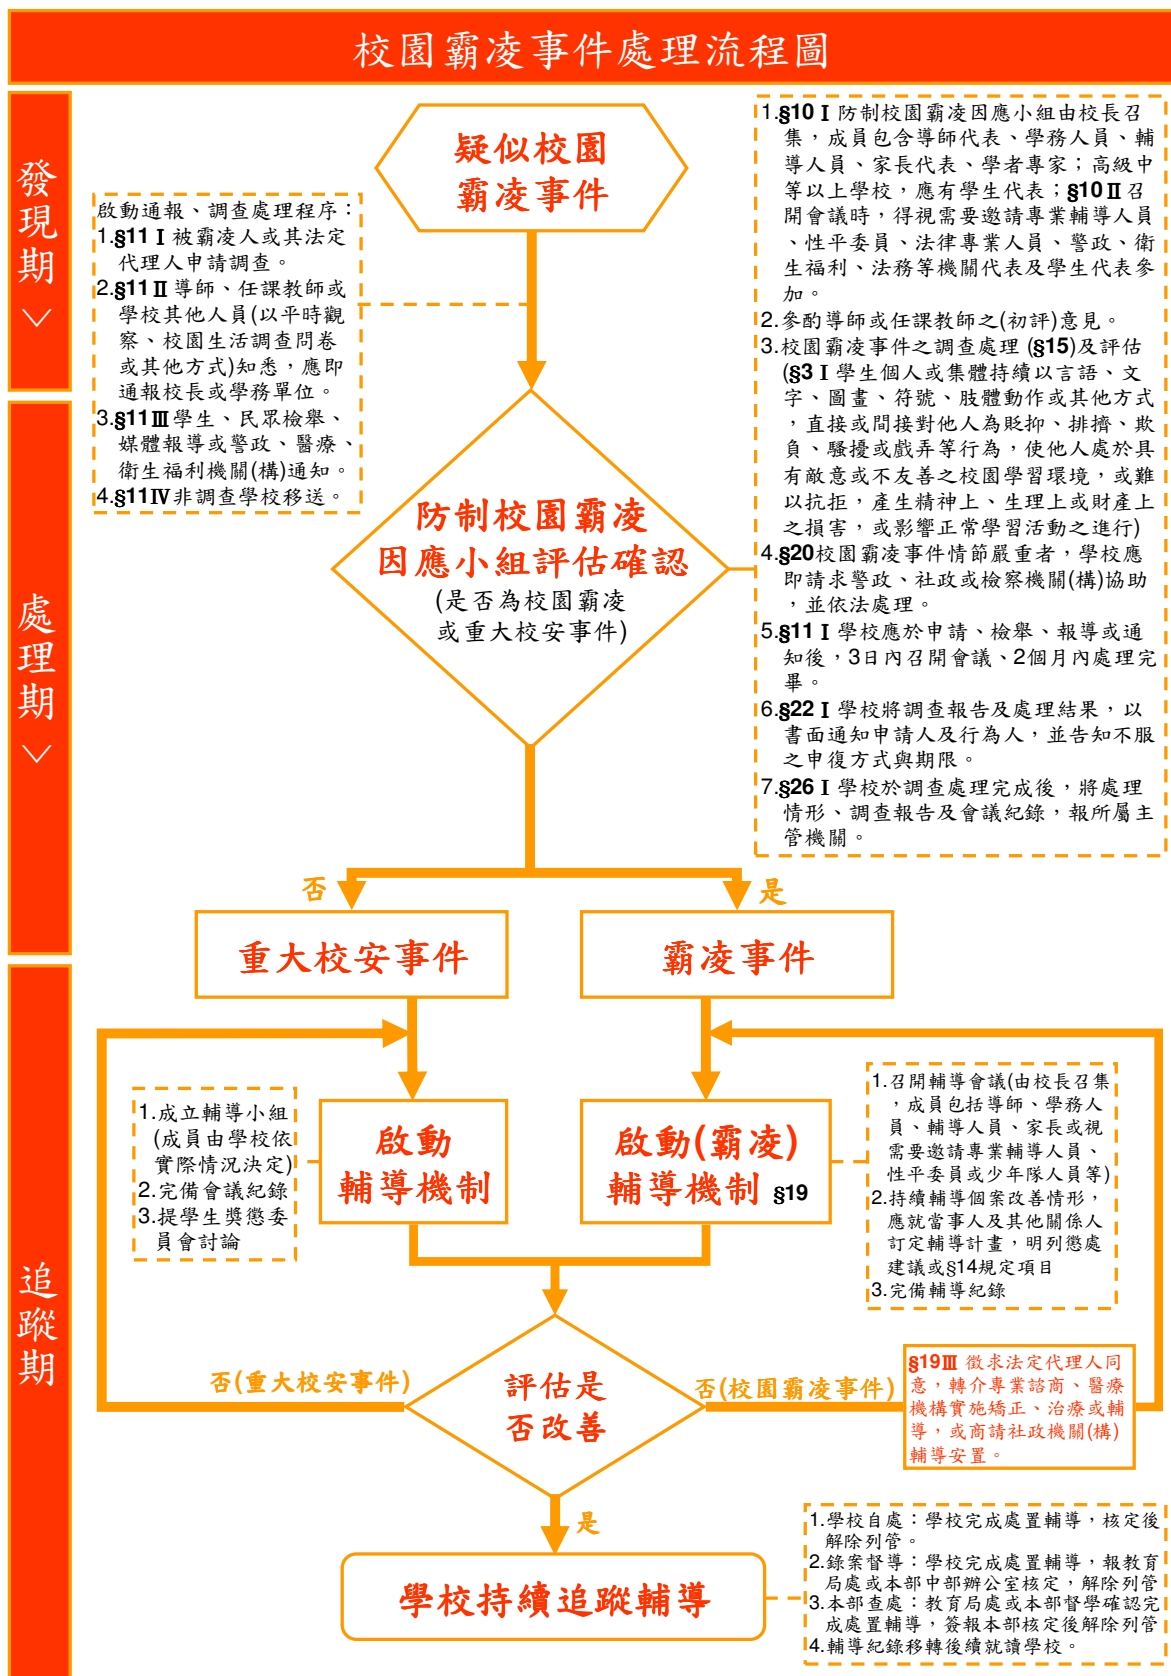 校園霸凌事件處理流程圖
發現期
疑似校園
霸凌事件
啟動通報、調查處理程序：
1.§11 I 被霸凌人或其法定
代理人申請調查。
2.§11 II 導師、任課教師或
學校其他人員(以平時觀
察、校園生活調查問卷
或其他方式)知悉，應即
通報校長或學務單位。
3.§11 III 學生、民眾檢舉、
媒體報導或警政、醫療、
衛生福利機關(構)通知。
4.§11IV 非調查學校移送。
1.§10 I 防制校園霸凌因應小組由校長召
集，成員包含導師代表、學務人員、輔
導人員、家長代表、學者專家；高級中
等以上學校，應有學生代表；§10 II 召
開會議時，得視需要邀請專業輔導人員
、性平委員、法律專業人員、警政、衛
生福利、法務等機關代表及學生代表參
加。
2.參酌導師或任課教師之(初評)意見。
3.校園霸凌事件之調查處理 (§15)及評估
(§3 I 學生個人或集體持續以言語、文
字、圖畫、符號、肢體動作或其他方式
，直接或間接對他人為貶抑、排擠、欺
負、騷擾或戲弄等行為，使他人處於具
有敵意或不友善之校園學習環境，或難
以抗拒，產生精神上、生理上或財產上
之損害，或影響正常學習活動之進行)
4.§20校園霸凌事件情節嚴重者，學校應
即請求警政、社政或檢察機關(構)協助
，並依法處理。
5.§11 I 學校應於申請、檢舉、報導或通
知後，3日內召開會議、2個月內處理完
畢。
6.§22 I 學校將調查報告及處理結果，以
書面通知申請人及行為人，並告知不服
之申復方式與期限。
7.§26 I 學校於調查處理完成後，將處理
情形、調查報告及會議紀錄，報所屬主
管機關。
處理期
防制校園霸凌
因應小組評估確認
(是否為校園霸凌
或重大校安事件)
否
是
重大校安事件
霸凌事件
追蹤期
1.成立輔導小組
(成員由學校依
實際情況決定)
2.完備會議紀錄
3.提學生獎懲委
員會討論
啟動
輔導機制
啟動(霸凌)
輔導機制 §19
1.召開輔導會議(由校長召集
，成員包括導師、學務人
員、輔導人員、家長或視
需要邀請專業輔導人員、
性平委員或少年隊人員等)
2.持續輔導個案改善情形，
應就當事人及其他關係人
訂定輔導計畫，明列懲處
建議或§14規定項目
3.完備輔導紀錄
否(重大校安事件)
評估是
否改善
否(校園霸凌事件)
§19III 徵求法定代理人同
意，轉介專業諮商、醫療
機構實施矯正、治療或輔
導，或商請社政機關(構)
輔導安置。
是
學校持續追蹤輔導
1.學校自處：學校完成處置輔導，核定後
解除列管。
2.錄案督導：學校完成處置輔導，報教育
局處或本部中部辦公室核定，解除列管
3.本部查處：教育局處或本部督學確認完
成處置輔導，簽報本部核定後解除列管
4.輔導紀錄移轉後續就讀學校。